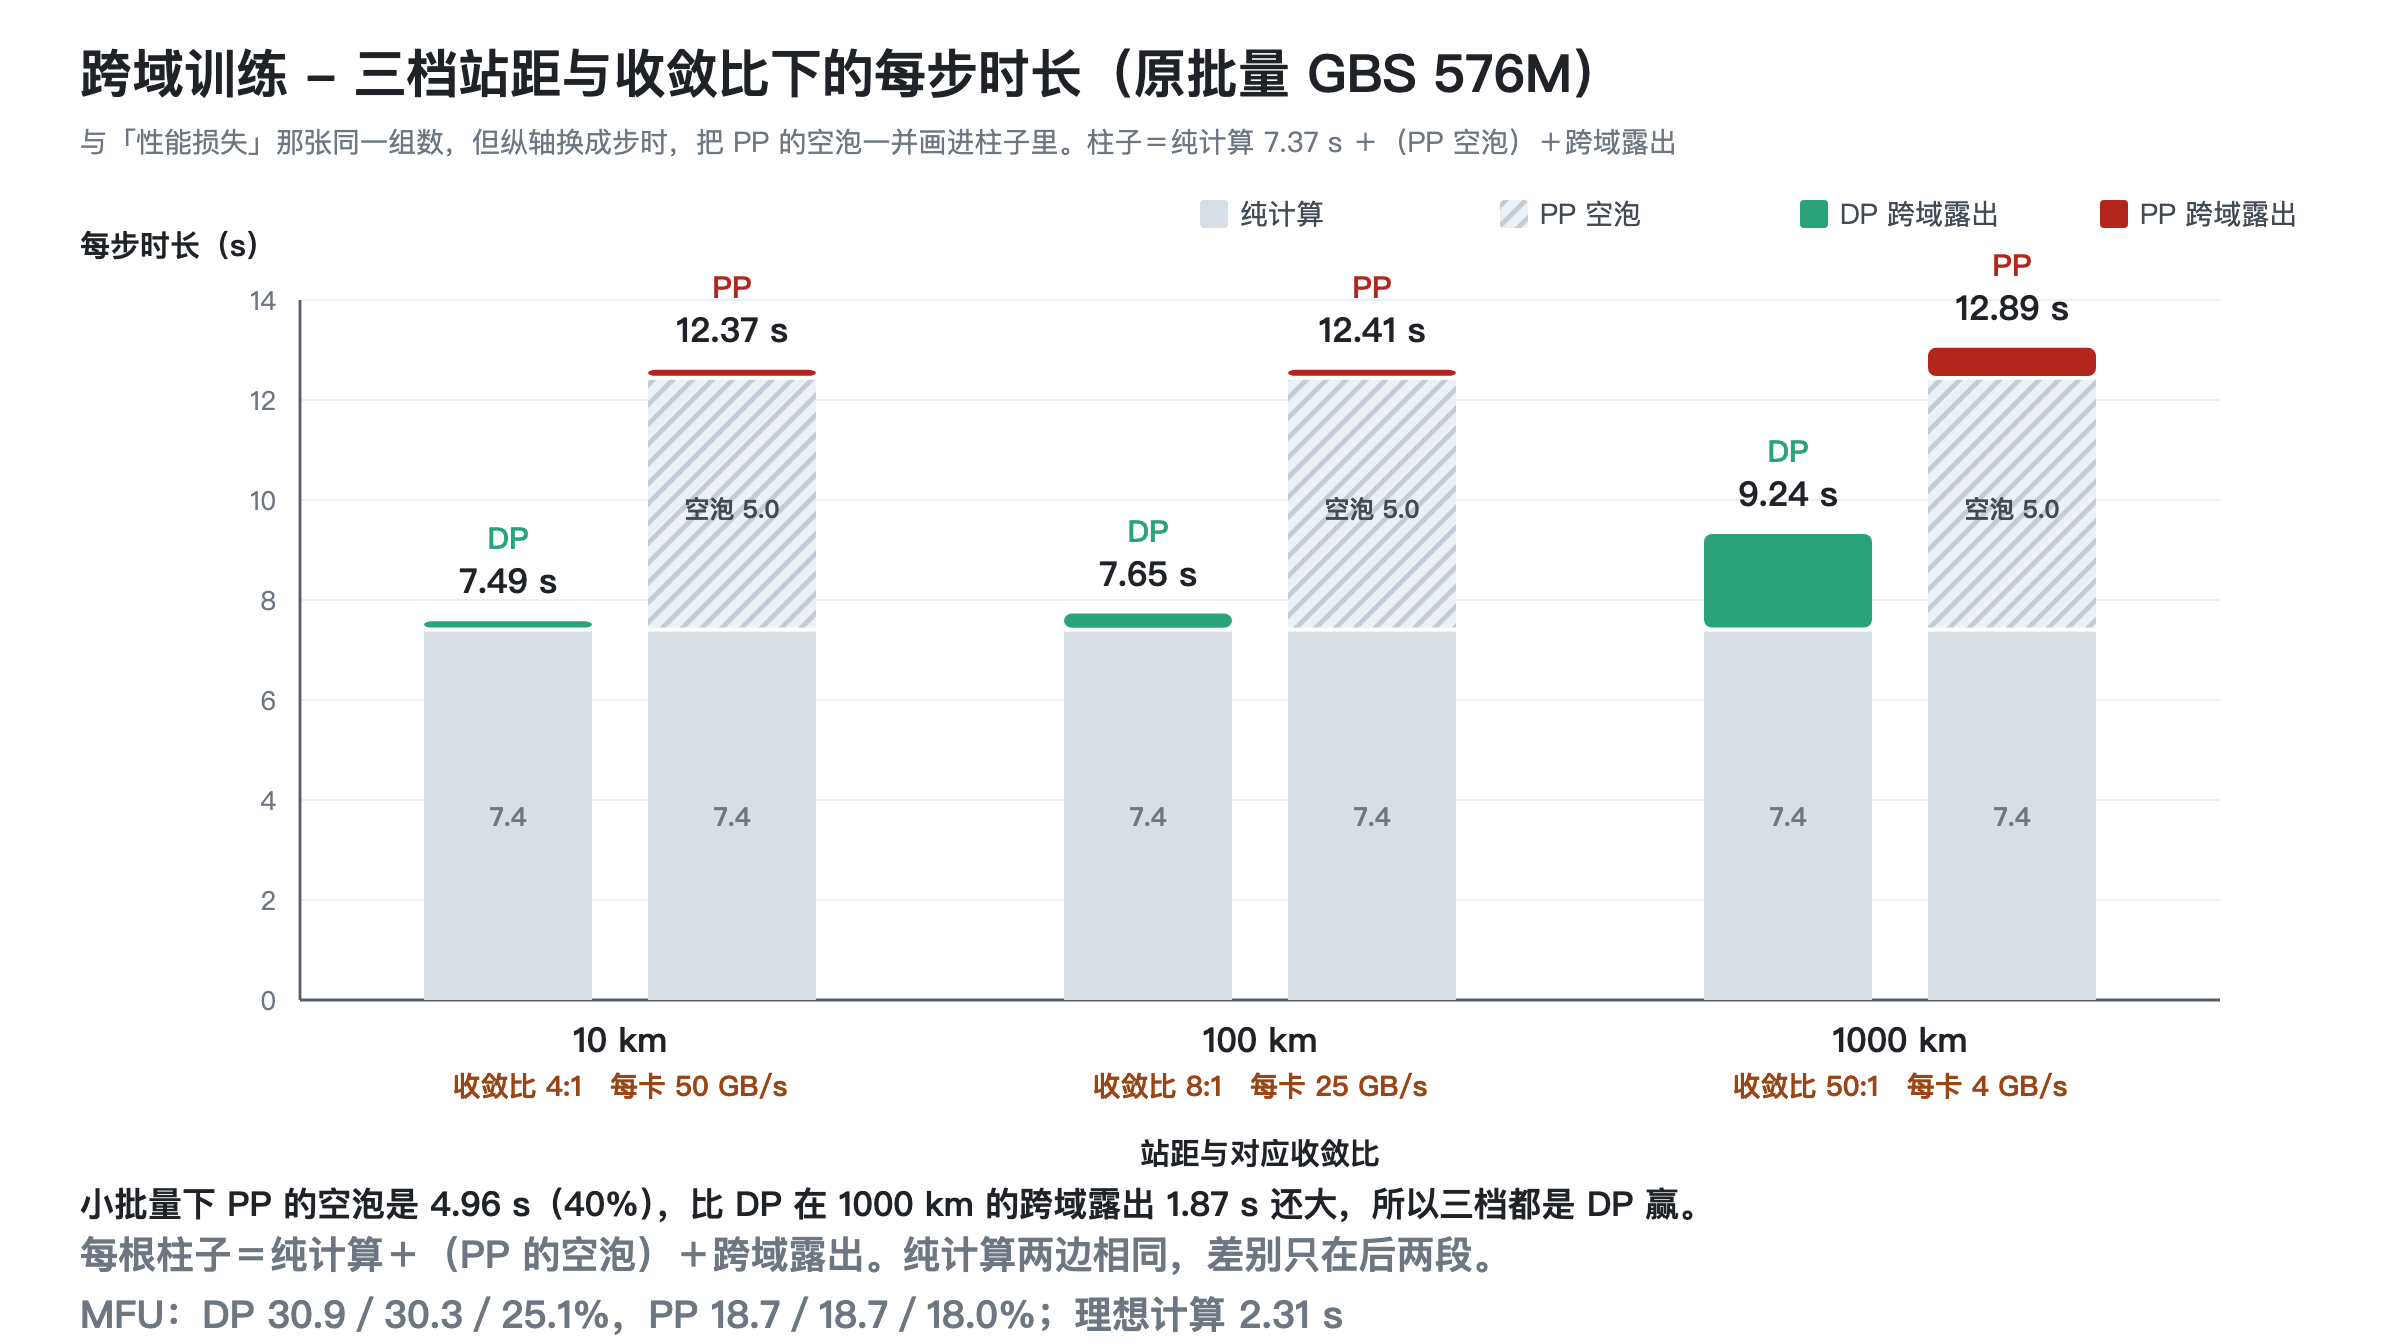 跨域训练 – 三档站距与收敛比下的每步时长（原批量 GBS 576M）
与「性能损失」那张同一组数，但纵轴换成步时，把 PP 的空泡一并画进柱子里。柱子＝纯计算 7.37 s ＋（PP 空泡）＋跨域露出
纯计算 PP 空泡 DP 跨域露出 PP 跨域露出
每步时长（s）
PP
PP
PP
14
12.37 s
12.41 s
12.89 s
12
DP
10
空泡 5.0
空泡 5.0
9.24 s
空泡 5.0
DP
DP
7.49 s
7.65 s
8
6
4
7.4
7.4
7.4
7.4
7.4
7.4
2
0
10 km
100 km
1000 km
收敛比 4:1 每卡 50 GB/s
收敛比 8:1 每卡 25 GB/s
收敛比 50:1 每卡 4 GB/s
站距与对应收敛比
小批量下 PP 的空泡是 4.96 s（40%），比 DP 在 1000 km 的跨域露出 1.87 s 还大，所以三档都是 DP 赢。
每根柱子＝纯计算＋（PP 的空泡）＋跨域露出。纯计算两边相同，差别只在后两段。
MFU：DP 30.9 / 30.3 / 25.1%，PP 18.7 / 18.7 / 18.0%；理想计算 2.31 s